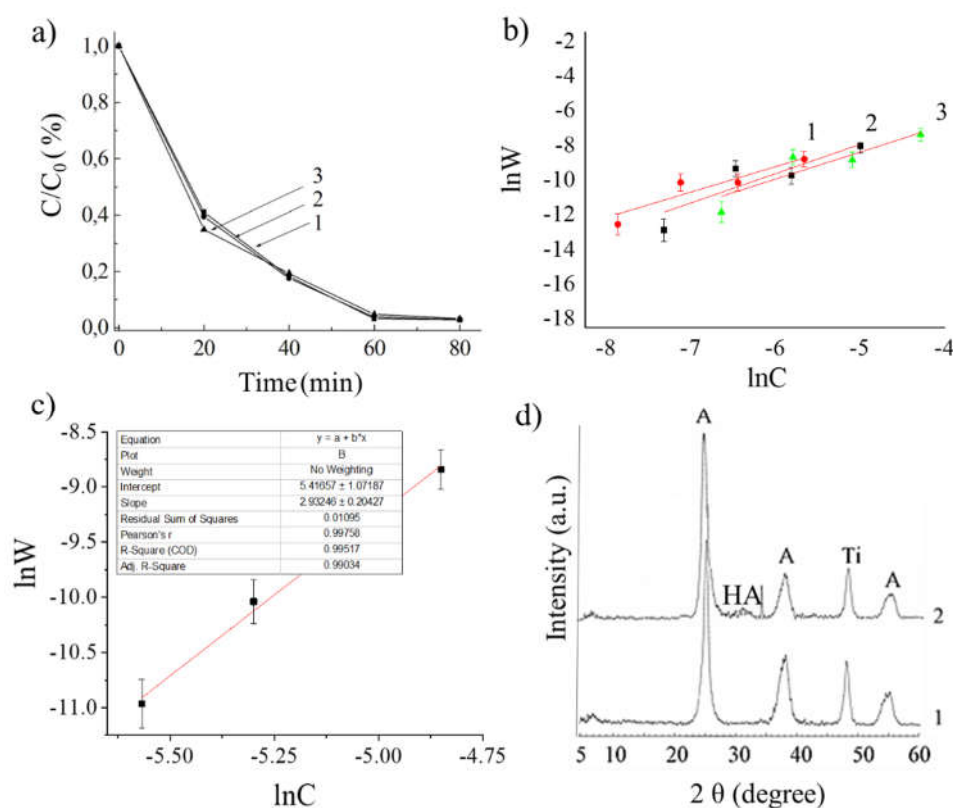 a)
1,0
0,8
0,6
0,4
0,2
0,0
C/C0 (%)
3
2
1
0 20 40 60 80
Time (min)
b)
-2
-4
-6
-8
-10
-12
-14
-16
-18
lnW
1 2 3
-8 -7 -6 -5 -4
lnC
c)
-8.5
-9.0
-9.5
-10.0
-10.5
-11.0
lnW
Equation y = a + b*x
Plot B
Weight No Weighting
Intercept 5.41657 ± 1.07187
Slope 2.93246 ± 0.20427
Residual Sum of Squares 0.01095
Pearson's r 0.99758
R-Square (COD) 0.99517
Adj. R-Square 0.99034
-5.50 -5.25 -5.00 -4.75
lnC
d)
Intensity (a.u.)
A
HA
A
Ti
A
2
1
5 10 20 30 40 50 60
2 θ (degree)